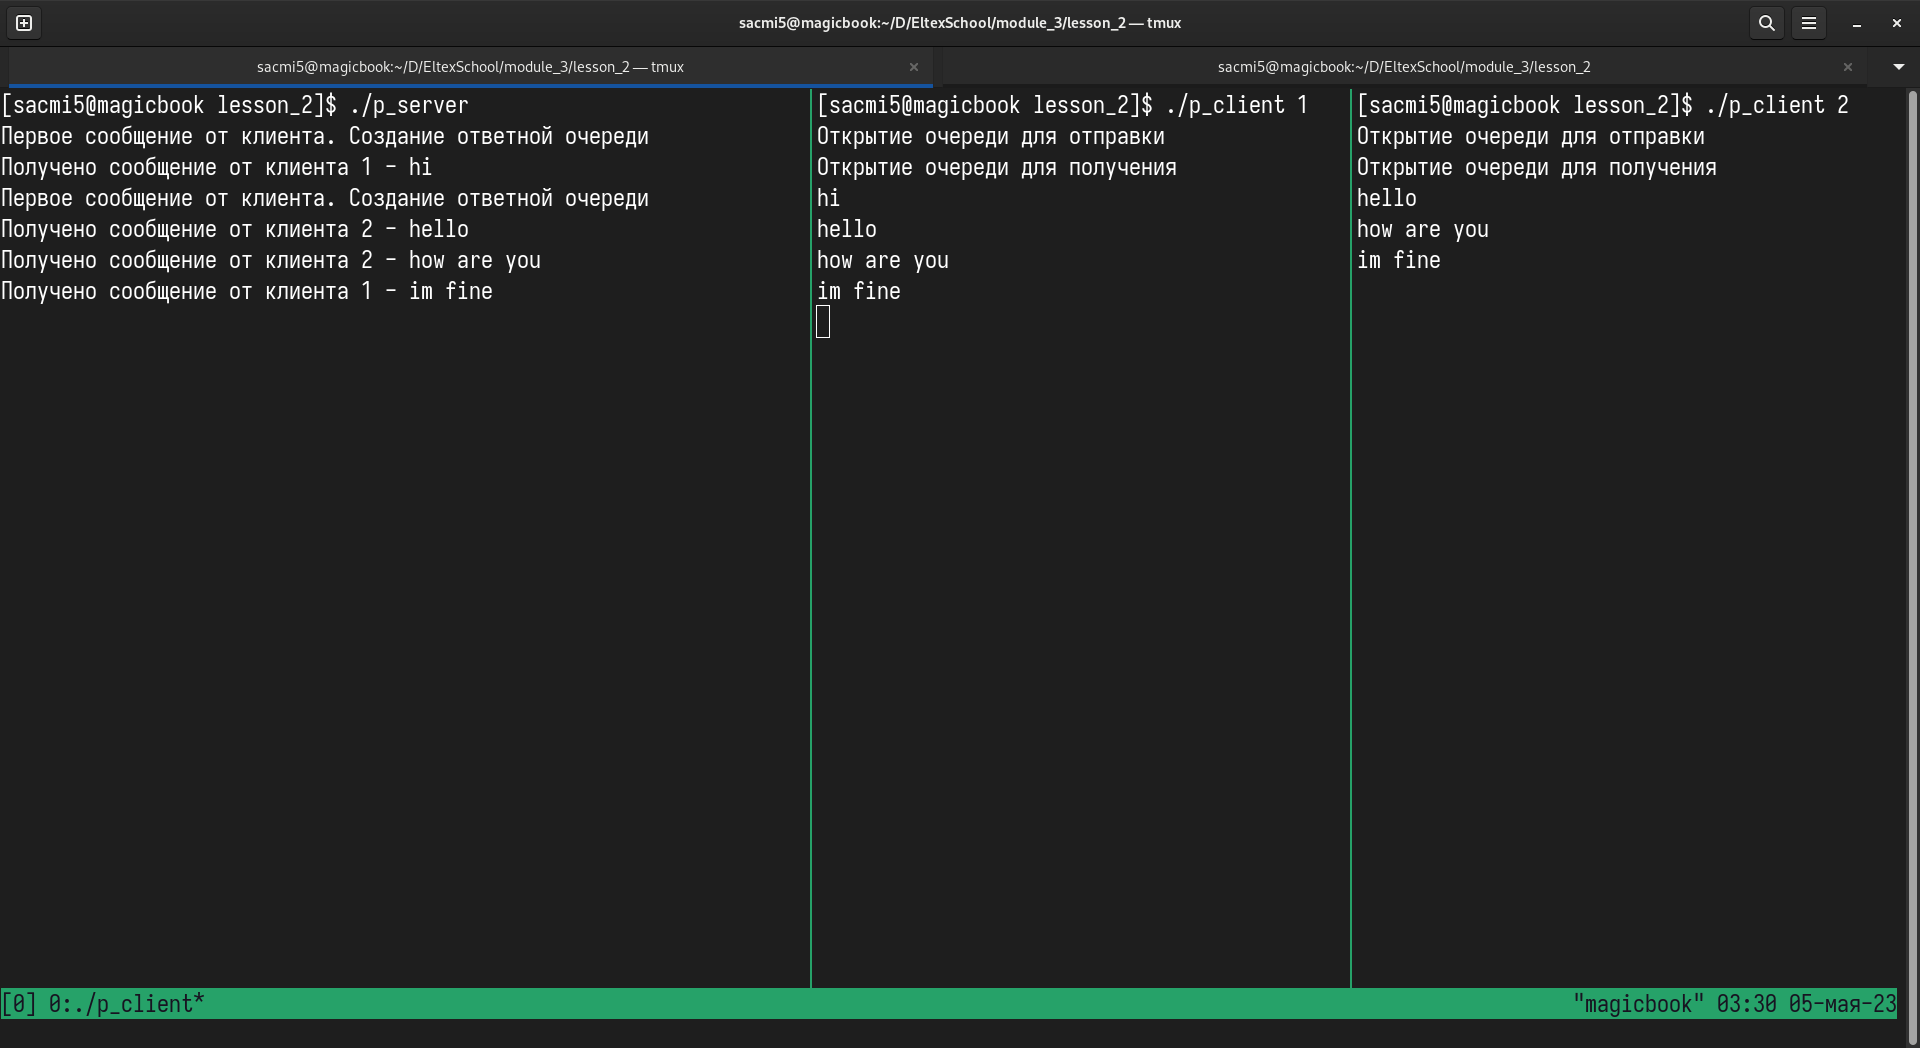 sacmi5@magicbook:~/D/EltexSchool/module_3/lesson_2 — tmux
sacmi5@magicbook:~/D/EltexSchool/module_3/lesson_2 — tmux
sacmi5@magicbook:~/D/EltexSchool/module_3/lesson_2
[sacmi5@magicbook lesson_2]$ ./p_server
Первое сообщение от клиента. Создание ответной очереди
Получено сообщение от клиента 1 - hi
Первое сообщение от клиента. Создание ответной очереди
Получено сообщение от клиента 2 - hello
Получено сообщение от клиента 2 - how are you
Получено сообщение от клиента 1 - im fine
[sacmi5@magicbook lesson_2]$ ./p_client 1
Открытие очереди для отправки
Открытие очереди для получения
hi
hello
how are you
im fine
[sacmi5@magicbook lesson_2]$ ./p_client 2
Открытие очереди для отправки
Открытие очереди для получения
hello
how are you
im fine
[0] 0:./p_client*
"magicbook" 03:30 05-мая-23